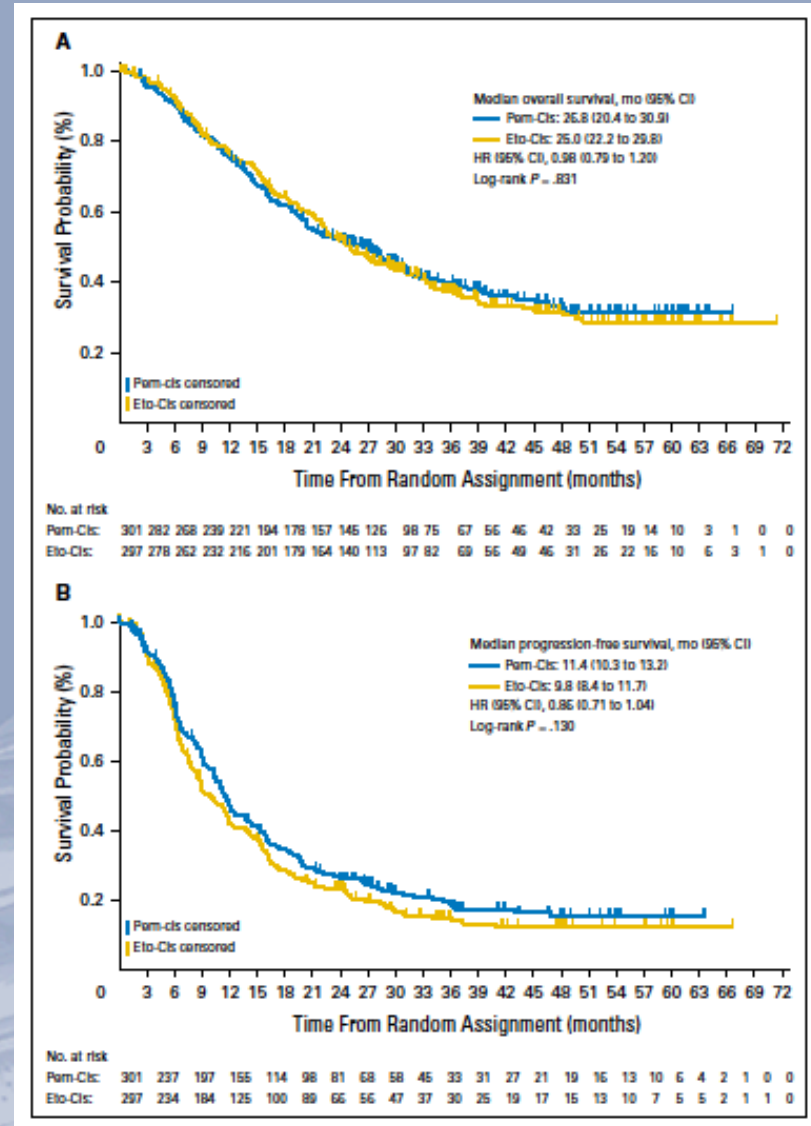 A
Survival Probability (%)
1.0
0.8
0.6
0.4
0.2
Median overall survival, mo (95% CI)
Pem-Cis: 26.8 (20.4 to 30.9)
Eto-Cis: 25.0 (22.2 to 29.8)
HR (95% CI), 0.98 (0.79 to 1.20)
Log-rank P = .831
Pem-cis censored
Eto-Cis censored
0 3 6 9 12 15 18 21 24 27 30 33 36 39 42 45 48 51 54 57 60 63 66 69 72
Time From Random Assignment (months)
No. at risk
Pem-Cis: 301 282 268 239 221 194 178 157 145 126 98 75 67 56 46 42 33 25 19 14 10 3 1 0 0
Eto-Cis: 297 278 262 232 216 201 179 164 140 113 97 82 69 56 49 46 31 26 22 16 10 6 3 1 0
B
Survival Probability (%)
1.0
0.8
0.6
0.4
0.2
Median progression-free survival, mo (95% CI)
Pem-Cis: 11.4 (10.3 to 13.2)
Eto-Cis: 9.8 (8.4 to 11.7)
HR (95% CI), 0.86 (0.71 to 1.04)
Log-rank P = .130
Pem-cis censored
Eto-Cis censored
0 3 6 9 12 15 18 21 24 27 30 33 36 39 42 45 48 51 54 57 60 63 66 69 72
Time From Random Assignment (months)
No. at risk
Pem-Cis: 301 237 197 155 114 98 81 68 58 45 33 31 27 21 19 16 13 10 6 4 2 1 0 0
Eto-Cis: 297 234 184 125 100 89 66 56 47 37 30 25 19 17 15 13 10 7 5 5 2 1 1 0